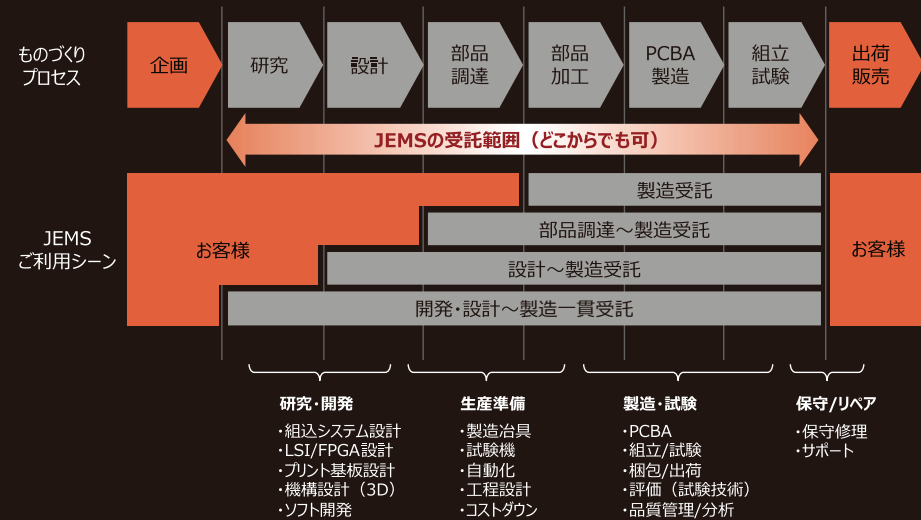 ものづくり
プロセス
企画
研究
設計
部品
調達
部品
加工
PCBA
製造
組立
試験
出荷
販売
JEMSの受託範囲（どこからでも可）
JEMS
ご利用シーン
お客様
製造受託
部品調達～製造受託
設計～製造受託
開発・設計～製造一貫受託
お客様
研究・開発
・組込システム設計
・LSI/FPGA設計
・プリント基板設計
・機構設計（3D）
・ソフト開発
生産準備
・製造冶具
・試験機
・自動化
・工程設計
・コストダウン
製造・試験
・PCBA
・組立/試験
・梱包/出荷
・評価（試験技術）
・品質管理/分析
保守/リペア
・保守修理
・サポート